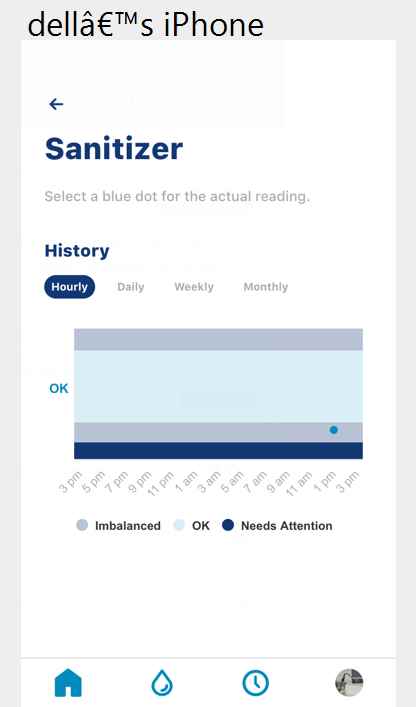 dellâ€™s iPhone
Sanitizer
Select a blue dot for the actual reading.
History
Hourly Daily Weekly Monthly
OK
3 pm 5 pm 7 pm 9 pm 11 pm 1 am 3 am 5 am 7 am 9 am 11 am 1 pm 3 pm
Imbalanced OK Needs Attention